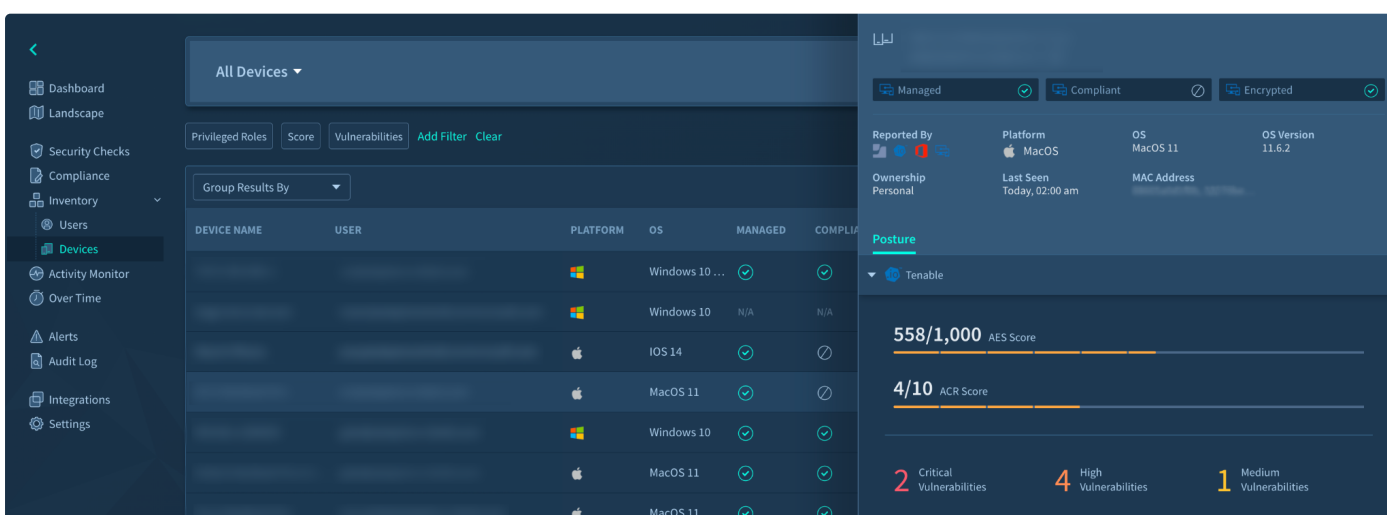 Dashboard
Landscape
Security Checks
Compliance
Inventory
Users
Devices
Activity Monitor
Over Time
Alerts
Audit Log
Integrations
Settings
All Devices
Privileged Roles Score Vulnerabilities Add Filter Clear
Group Results By
DEVICE NAME USER PLATFORM OS MANAGED COMPLIA
Windows 10 ...
Windows 10 N/A N/A
IOS 14
MacOS 11
Windows 10
MacOS 11
MacOS 11
Managed Compliant Encrypted
Reported By Platform OS OS Version
MacOS MacOS 11 11.6.2
Ownership Last Seen MAC Address
Personal Today, 02:00 am
Posture
Tenable
558/1,000 AES Score
4/10 ACR Score
2 Critical Vulnerabilities
4 High Vulnerabilities
1 Medium Vulnerabilities